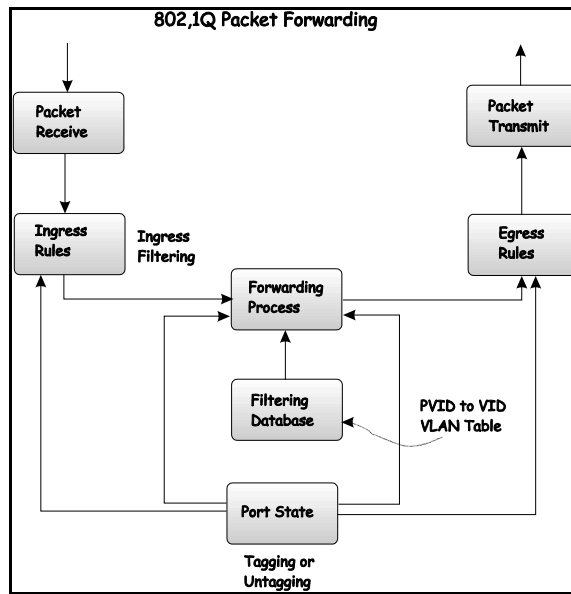 802,1Q Packet Forwarding
Packet
Receive
Packet
Transmit
Ingress
Rules
Ingress
Filtering
Egress
Rules
Forwarding
Process
Filtering
Database
PVID to VID
VLAN Table
Port State
Tagging or
Untagging